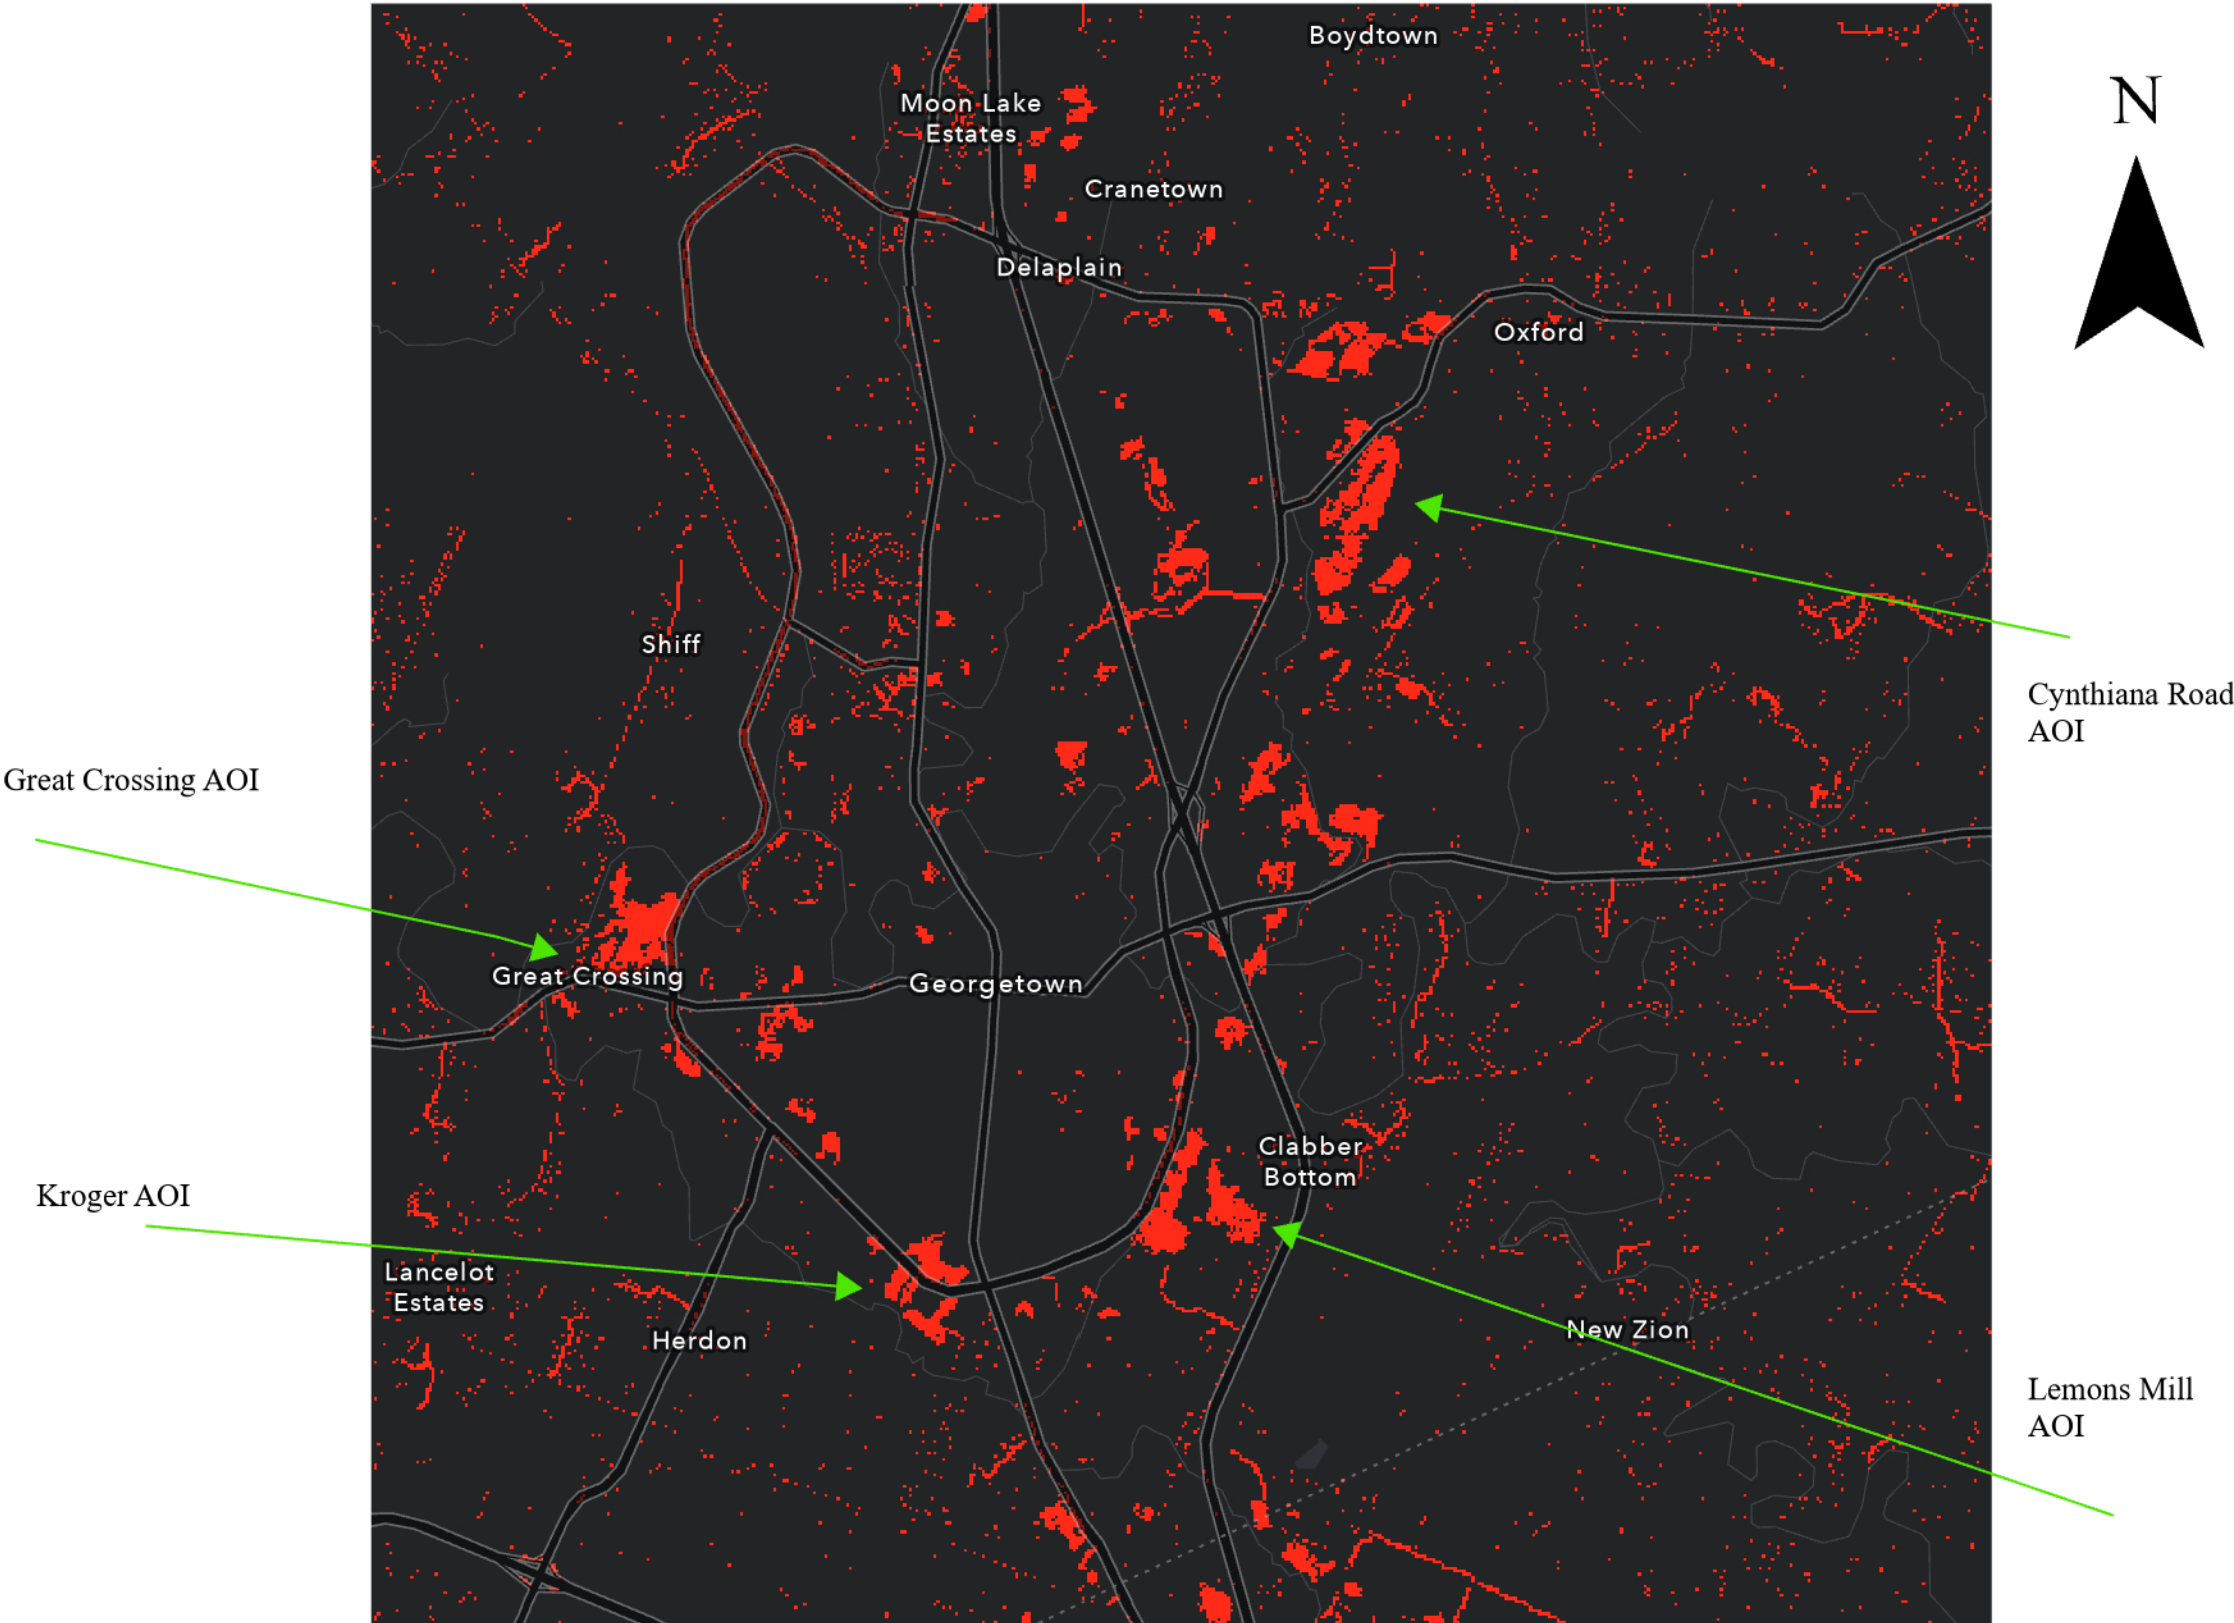 Boydtown
N
Moon Lake
Estates
Cranetown
Delaplain
Oxford
Shiff
Cynthiana Road
AOI
Great Crossing AOI
Great Crossing
Georgetown
Clabber
Bottom
Kroger AOI
Lancelot
Estates
Herdon
New Zion
Lemons Mill
AOI